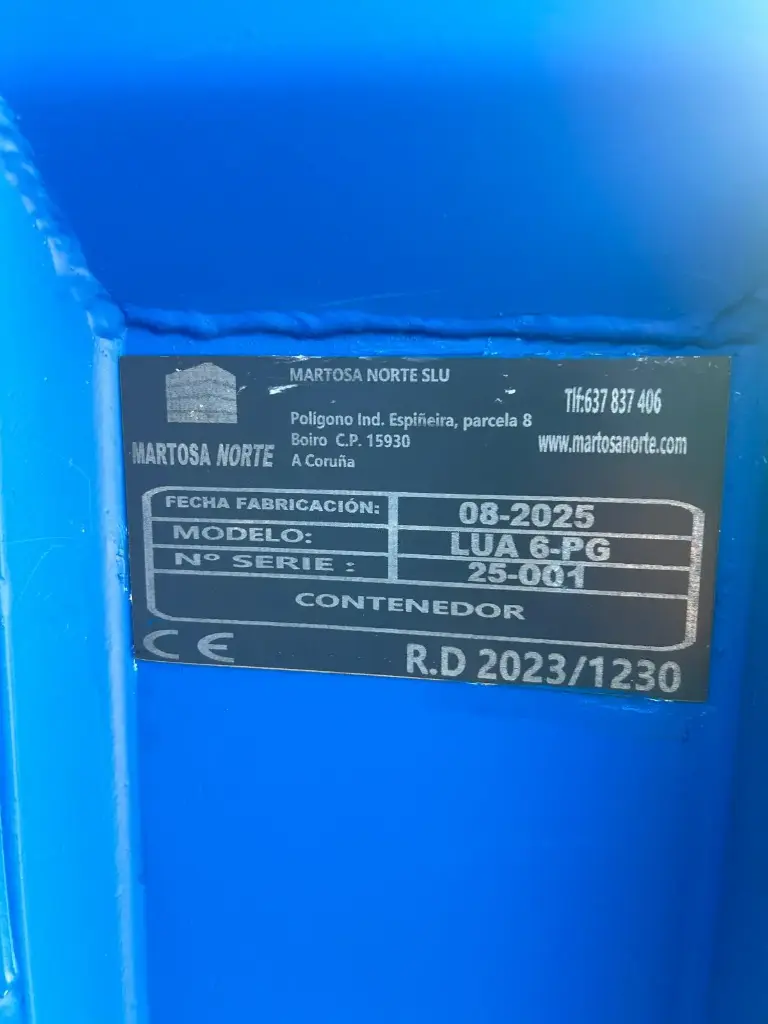 MARTOSA NORTE SLU
Tlf:637 837 406
Poligono Ind. Espiñeira, parcela 8
Boiro C.P. 15930
www.martosanorte.com
MARTOSA NORTE
A Coruña
FECHA FABRICACIÓN: 08-2025
MODELO: LUA 6-PG
Nº SERIE : 25-001
CONTENEDOR
CE
R.D 2023/1230